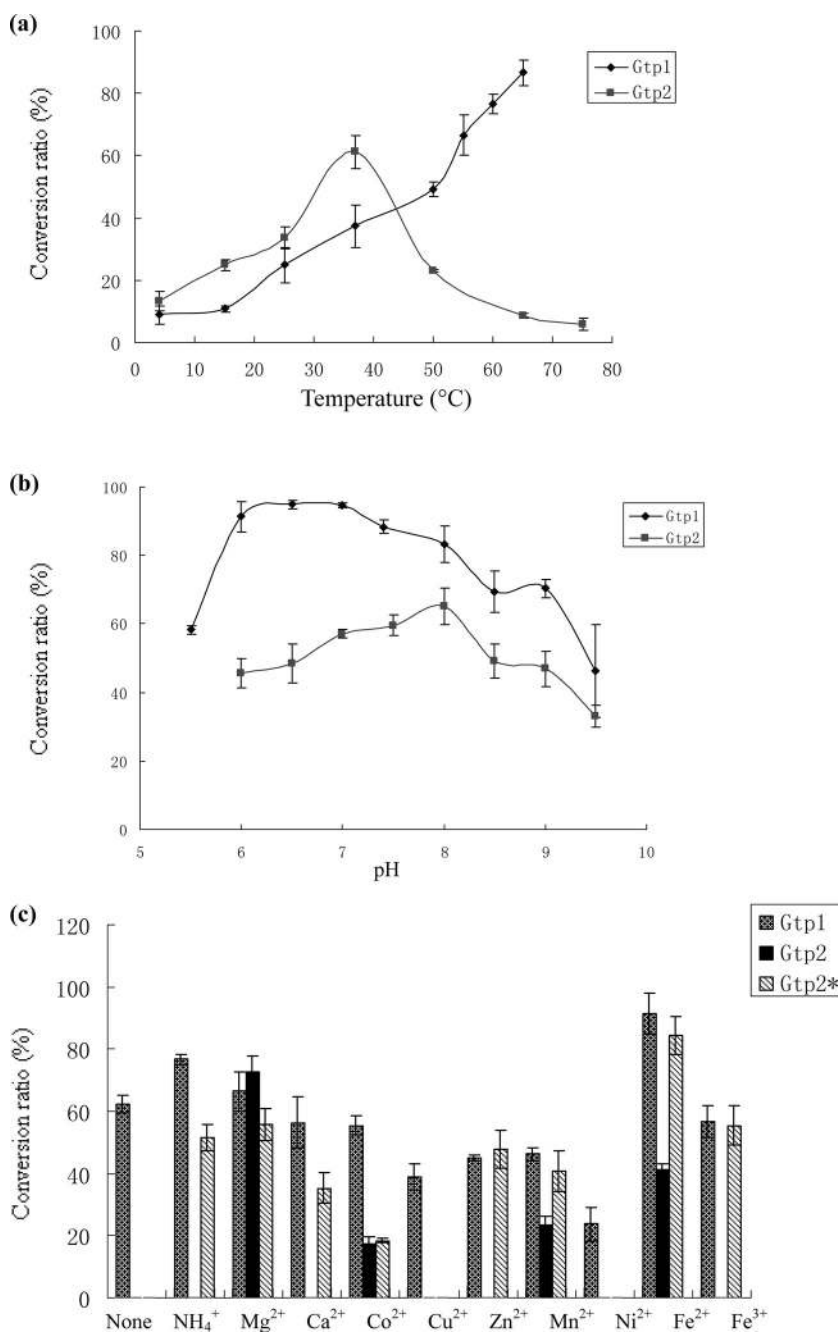 (a)
100
80
60
40
20
0
Conversion ratio (%)
0 10 20 30 40 50 60 70 80
Temperature (°C)
Gtp1
Gtp2
(b)
100
80
60
40
20
0
Conversion ratio (%)
5 6 7 8 9 10
pH
Gtp1
Gtp2
(c)
120
100
80
60
40
20
0
Conversion ratio (%)
None NH₄⁺ Mg²⁺ Ca²⁺ Co²⁺ Cu²⁺ Zn²⁺ Mn²⁺ Ni²⁺ Fe²⁺ Fe³⁺
Gtp1
Gtp2
Gtp2*